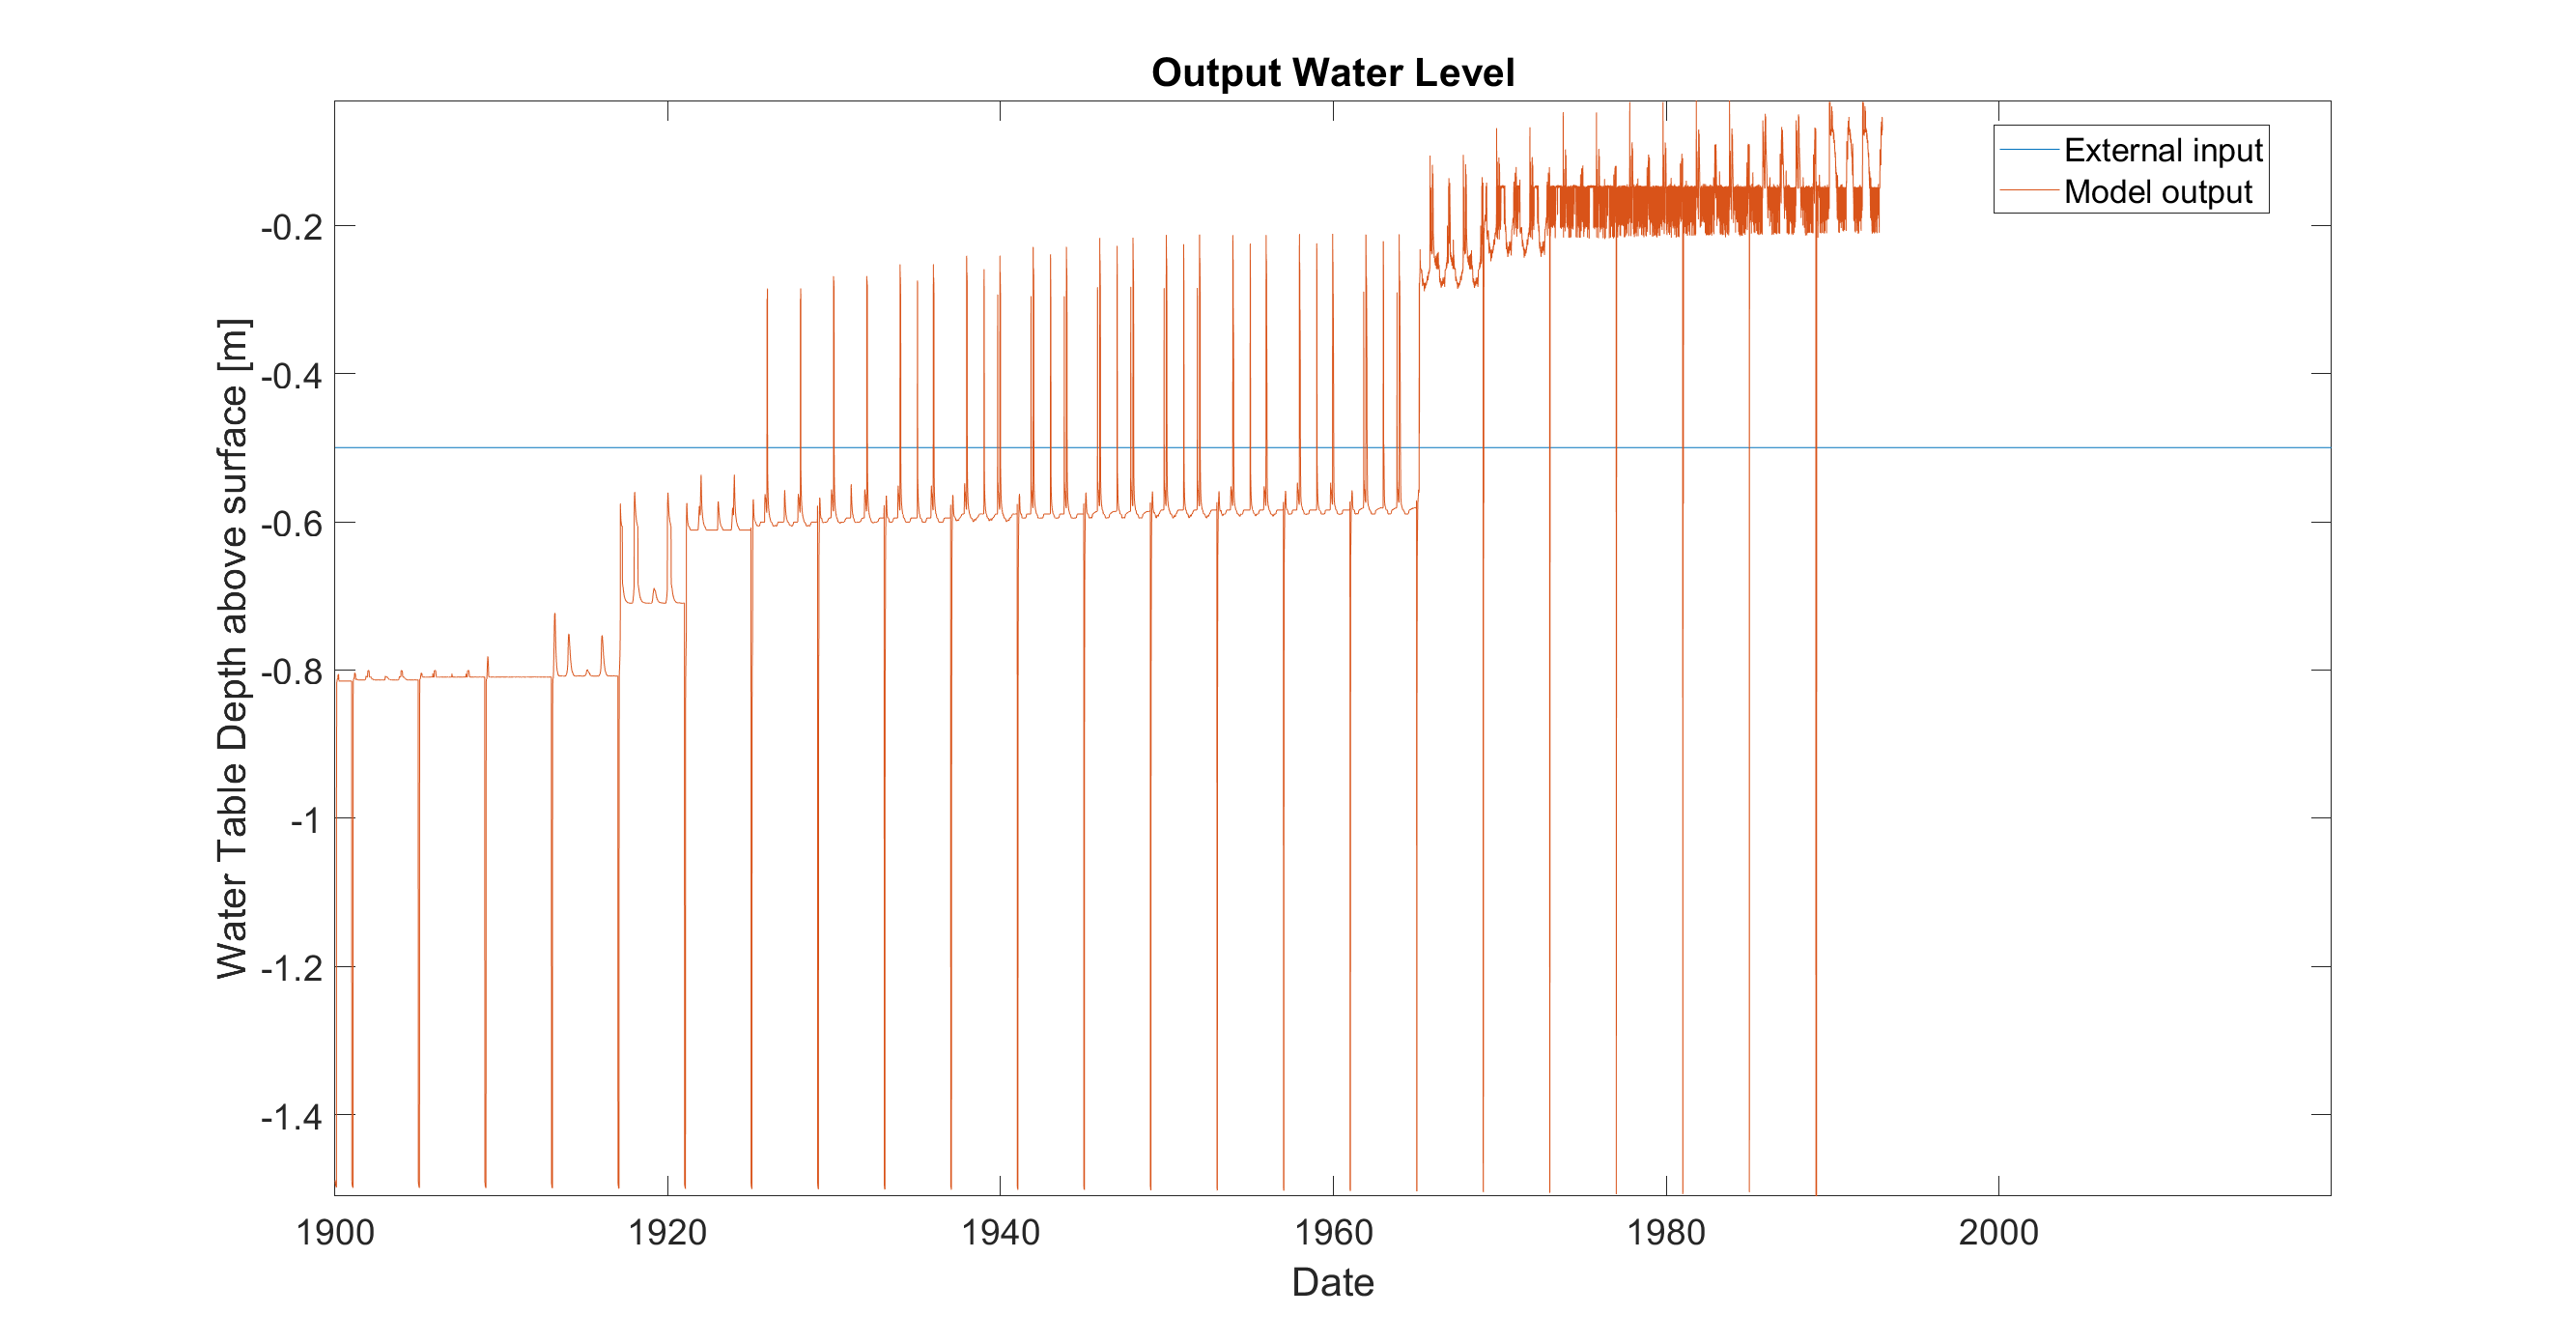 Output Water Level
External input
Model output
Water Table Depth above surface [m]
-0.2
-0.4
-0.6
-0.8
-1
-1.2
-1.4
1900 1920 1940 1960 1980 2000
Date